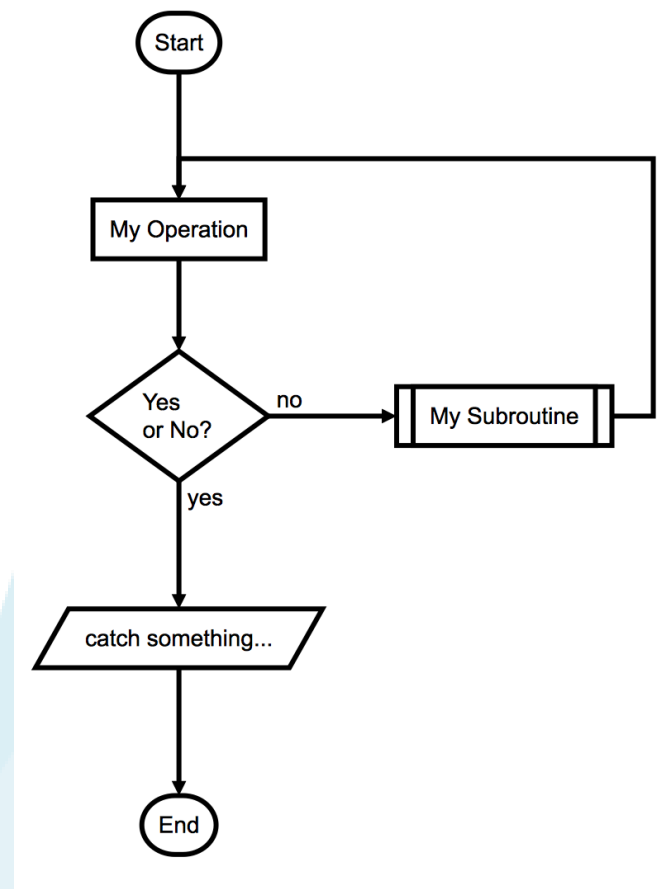 Start
My Operation
Yes
or No?
no
My Subroutine
yes
catch something...
End